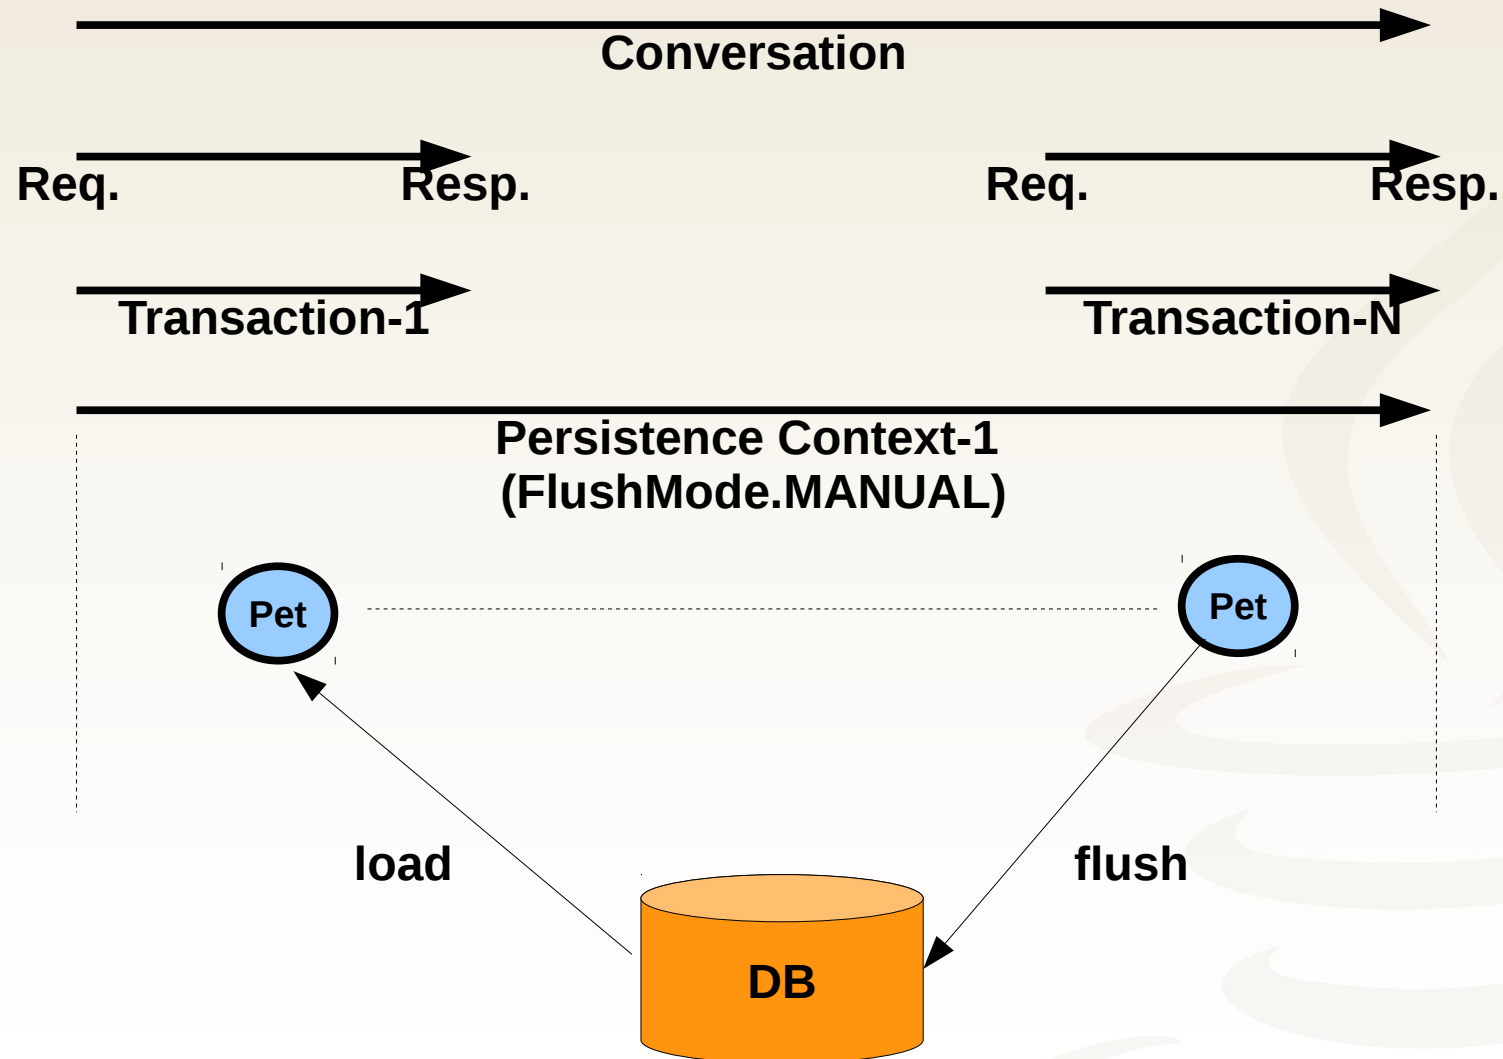 Conversation
Req.
Resp.
Req.
Resp.
Transaction-1
Transaction-N
Persistence Context-1
(FlushMode.MANUAL)
Pet
Pet
load
flush
DB